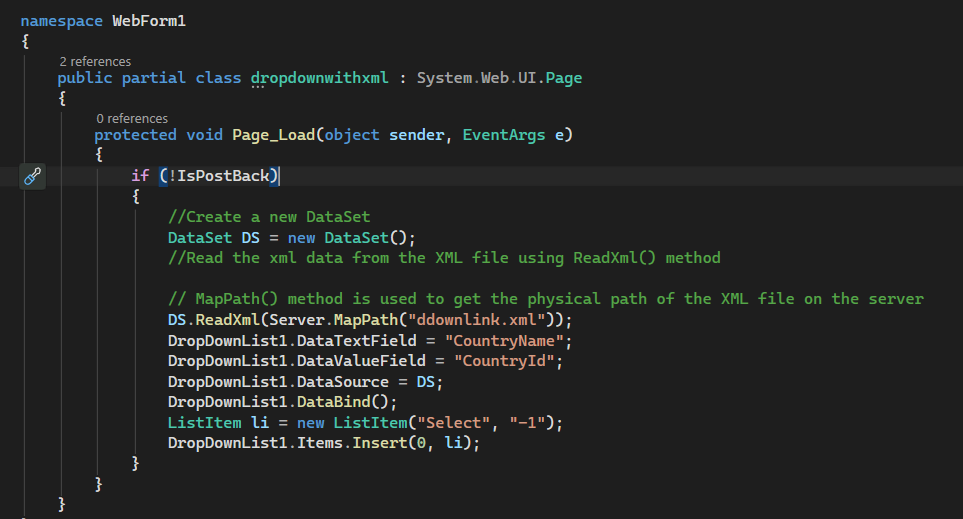 namespace WebForm1
{
2 references
public partial class dropdownwithxml : System.Web.UI.Page
{
0 references
protected void Page_Load(object sender, EventArgs e)
{
if (!IsPostBack)
{
//Create a new DataSet
DataSet DS = new DataSet();
//Read the xml data from the XML file using ReadXml() method
// MapPath() method is used to get the physical path of the XML file on the server
DS.ReadXml(Server.MapPath("ddownlink.xml"));
DropDownList1.DataTextField = "CountryName";
DropDownList1.DataValueField = "CountryId";
DropDownList1.DataSource = DS;
DropDownList1.DataBind();
ListItem li = new ListItem("Select", "-1");
DropDownList1.Items.Insert(0, li);
}
}
}